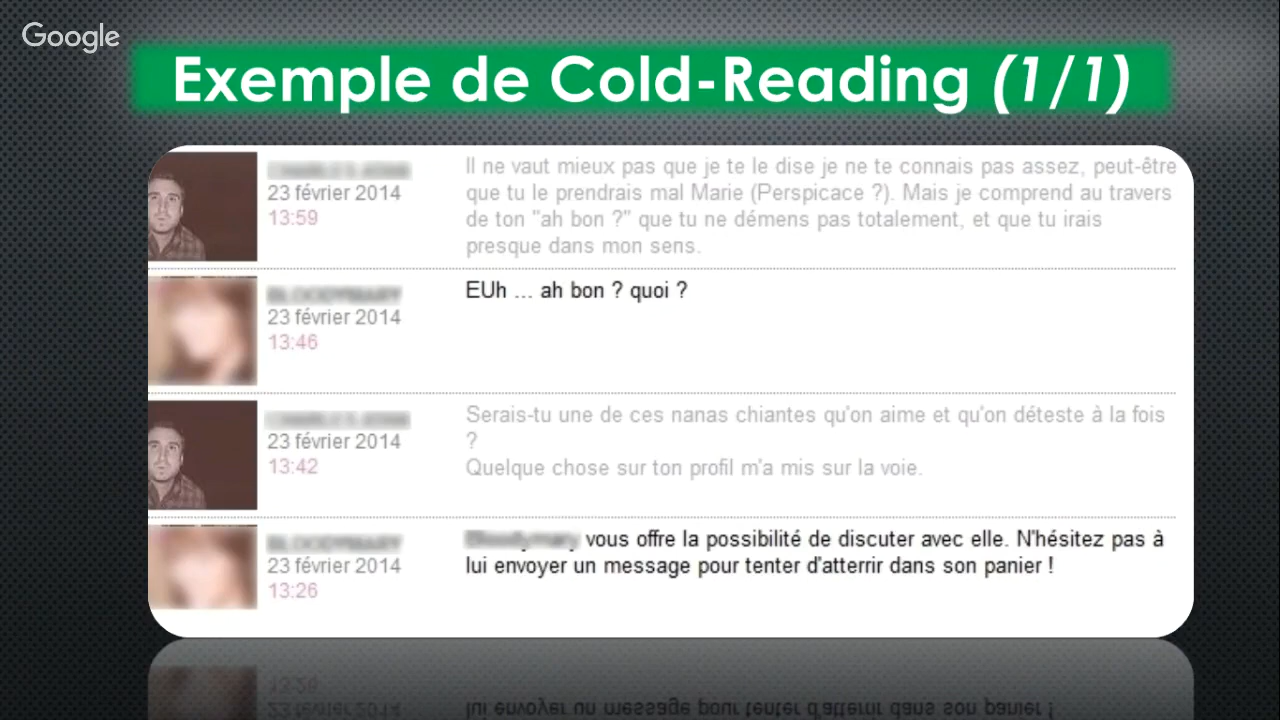 Google
Exemple de Cold-Reading (1/1)
23 février 2014
13:59
Il ne vaut mieux pas que je te le dise je ne te connais pas assez, peut-être
que tu le prendrais mal Marie (Perspicace ?). Mais je comprend au travers
de ton "ah bon ?" que tu ne démens pas totalement, et que tu irais
presque dans mon sens.
23 février 2014
13:46
EUh ... ah bon ? quoi ?
23 février 2014
13:42
Serais-tu une de ces nanas chiantes qu'on aime et qu'on déteste à la fois
?
Quelque chose sur ton profil m'a mis sur la voie.
23 février 2014
13:26
vous offre la possibilité de discuter avec elle. N'hésitez pas à
lui envoyer un message pour tenter d'atterrir dans son panier !